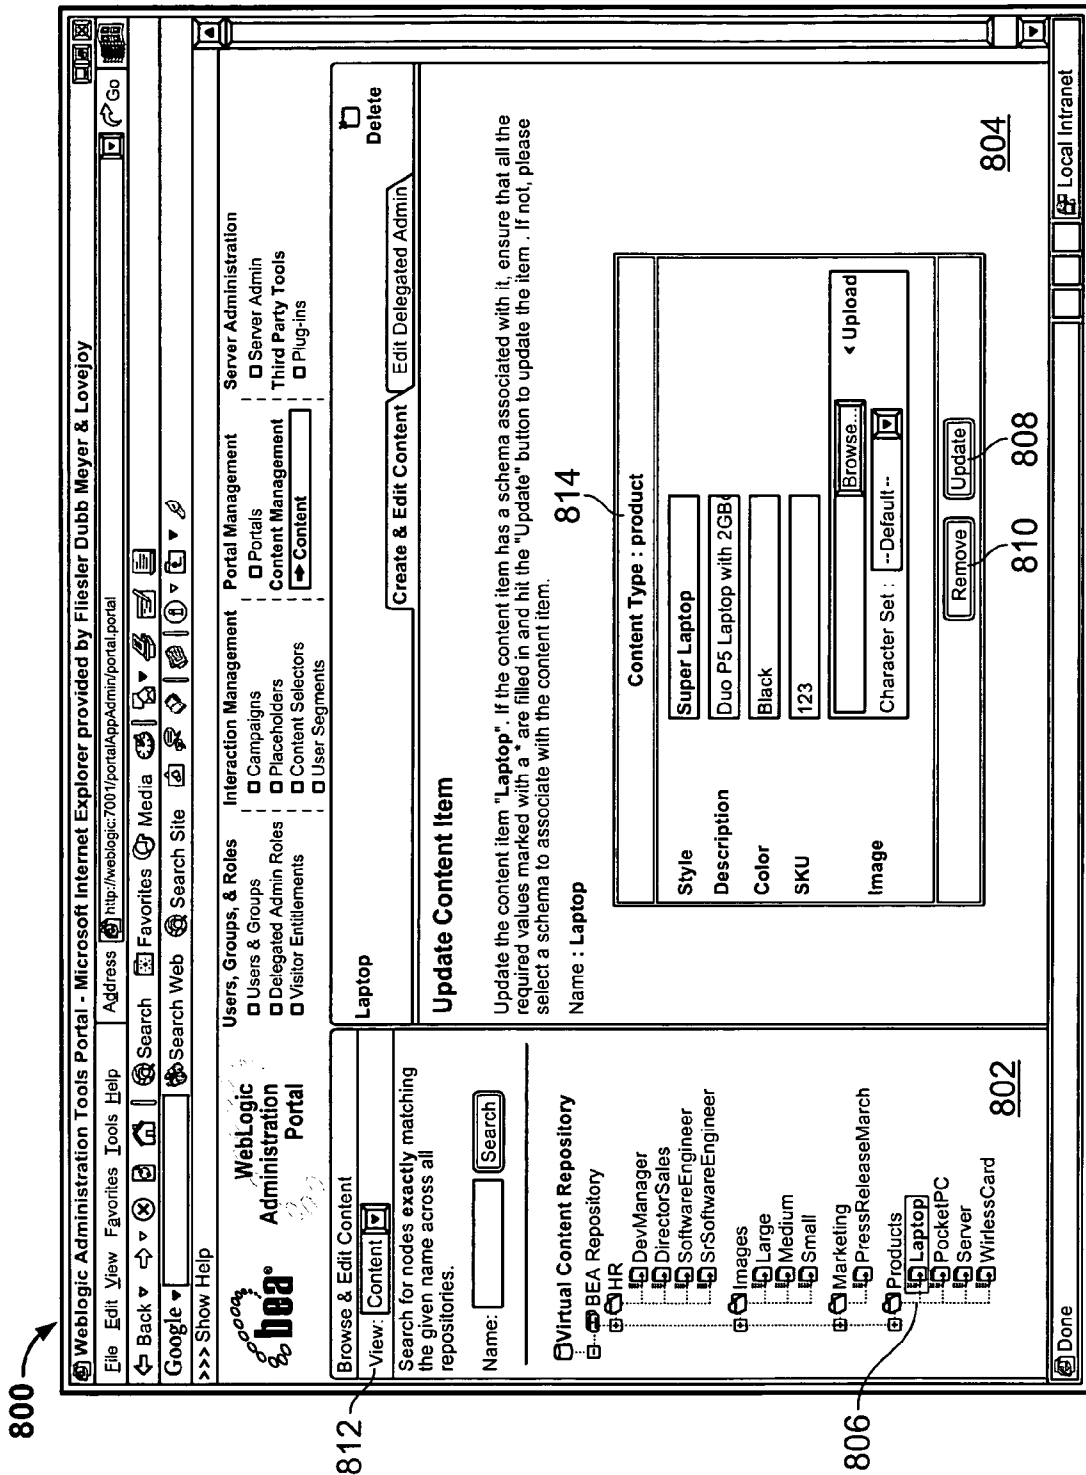 800
Weblogic Administration Tools Portal - Microsoft Internet Explorer provided by Fliesler Dubb Meyer & Lovejoy
File Edit View Favorites Tools Help
Address http://weblogic:7001/portalAppAdmin/portal.portal
Go
Back
Search Favorites Media
Google
Search Web Search Site
>>> Show Help
bea
WebLogic
Administration
Portal
Users, Groups, & Roles
Users & Groups
Delegated Admin Roles
Visitor Entitlements
Interaction Management
Campaigns
Placeholders
Content Selectors
User Segments
Portal Management
Portals
Content Management
Content
Server Administration
Server Admin
Third Party Tools
Plug-ins
Browse & Edit Content
812
View: Content
Search for nodes exactly matching
the given name across all
repositories.
Name: Search
Virtual Content Repository
BEA Repository
HR
DevManager
DirectorSales
SoftwareEngineer
SrSoftwareEngineer
Images
Large
Medium
Small
Marketing
PressReleaseMarch
Products
Laptop
PocketPC
Server
WirlessCard
806
802
Laptop
Delete
Create & Edit Content Edit Delegated Admin
Update Content Item
Update the content item "Laptop". If the content item has a schema associated with it, ensure that all the
required values marked with a * are filled in and hit the "Update" button to update the item . If not, please
select a schema to associate with the content item.
Name : Laptop
814
Content Type : product
Style Super Laptop
Description Duo P5 Laptop with 2GB
Color Black
SKU 123
Image Browse... < Upload
Character Set : --Default--
Remove Update
810 808
804
Done
Local Intranet